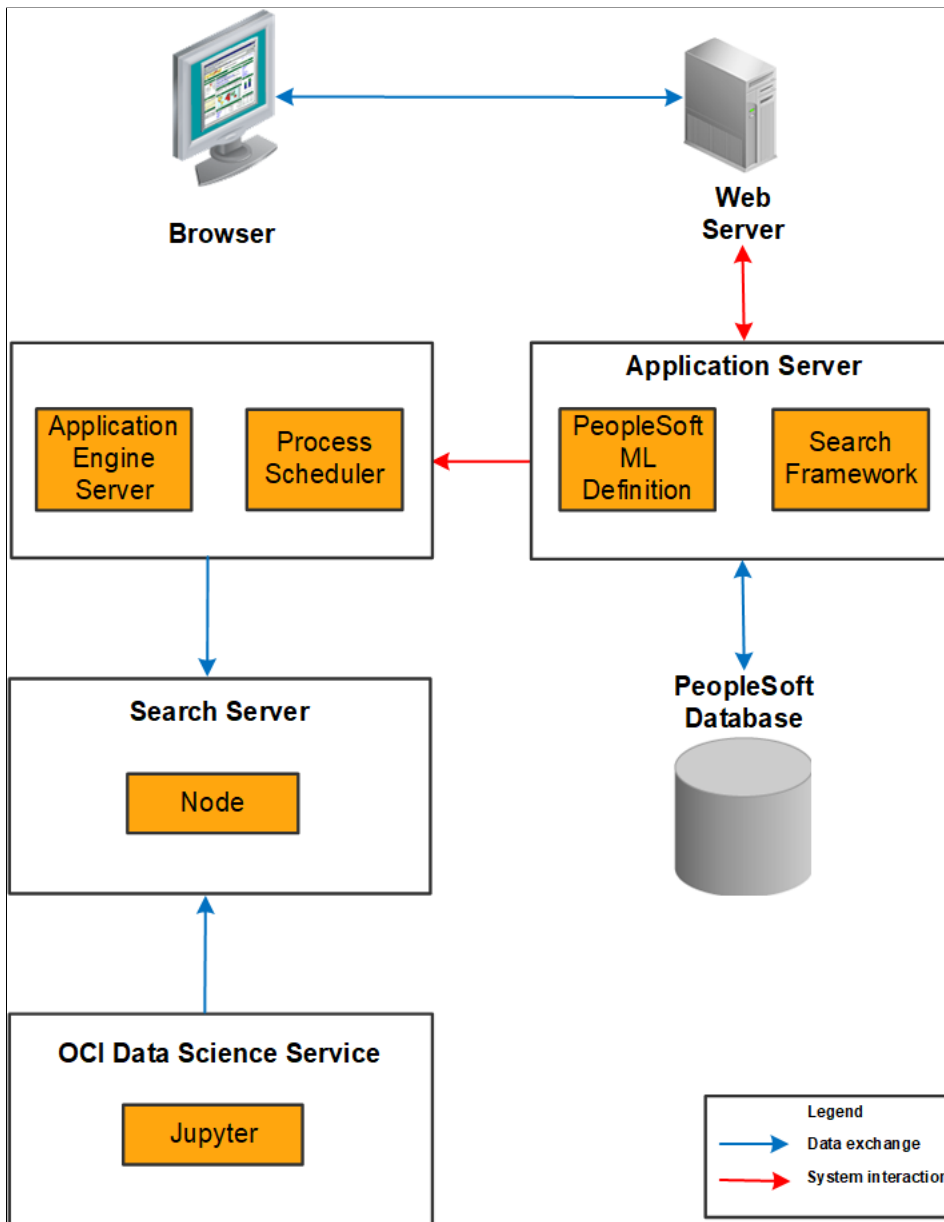 Browser
Web
Server
Application Server
Application
Engine
Server
Process
Scheduler
PeopleSoft
ML
Definition
Search
Framework
Search Server
Node
PeopleSoft
Database
OCI Data Science Service
Jupyter
Legend
Data exchange
System interaction